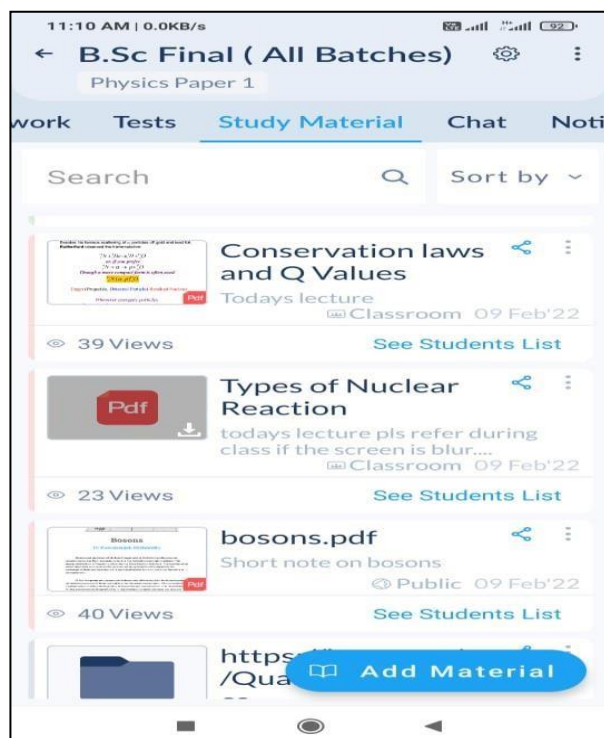 11:10 AM | 0.0KB/s
92
B.Sc Final ( All Batches)
Physics Paper 1
work Tests Study Material Chat Noti
Search
Sort by
Conservation laws
and Q Values
Todays lecture
Classroom 09 Feb'22
Pdf
39 Views
See Students List
Types of Nuclear
Reaction
Pdf
todays lecture pls refer during
class if the screen is blur....
Classroom 09 Feb'22
23 Views
See Students List
Bosons
Pdf
bosons.pdf
Short note on bosons
Public 09 Feb'22
40 Views
See Students List
https
/Qua
Add Material